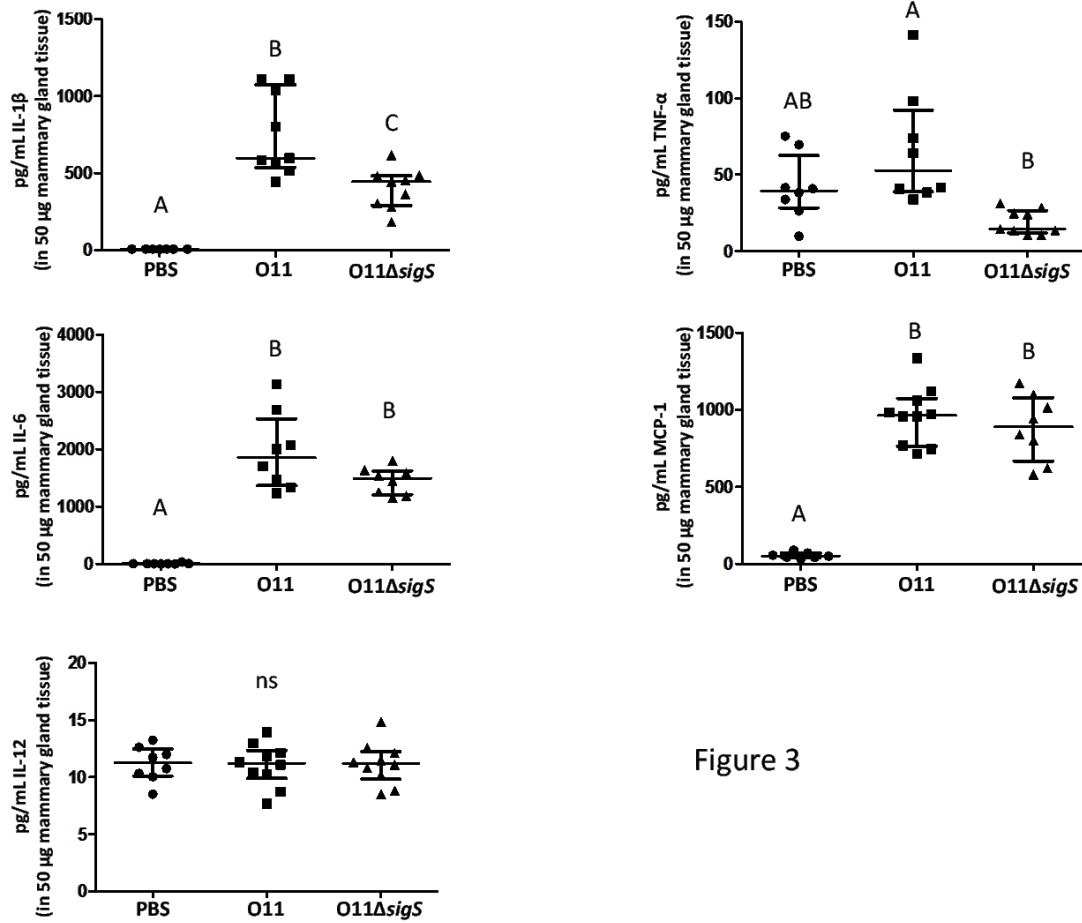 pg/mL IL-1β
(in 50 µg mammary gland tissue)
1500
1000
500
0
A
B
C
PBS
O11
O11ΔsigS
pg/mL TNF-α
(in 50 µg mammary gland tissue)
150
100
50
0
AB
A
B
PBS
O11
O11ΔsigS
pg/mL IL-6
(in 50 µg mammary gland tissue)
4000
3000
2000
1000
0
A
B
B
PBS
O11
O11ΔsigS
pg/mL MCP-1
(in 50 µg mammary gland tissue)
1500
1000
500
0
A
B
B
PBS
O11
O11ΔsigS
pg/mL IL-12
(in 50 µg mammary gland tissue)
20
15
10
5
0
ns
PBS
O11
O11ΔsigS
Figure 3